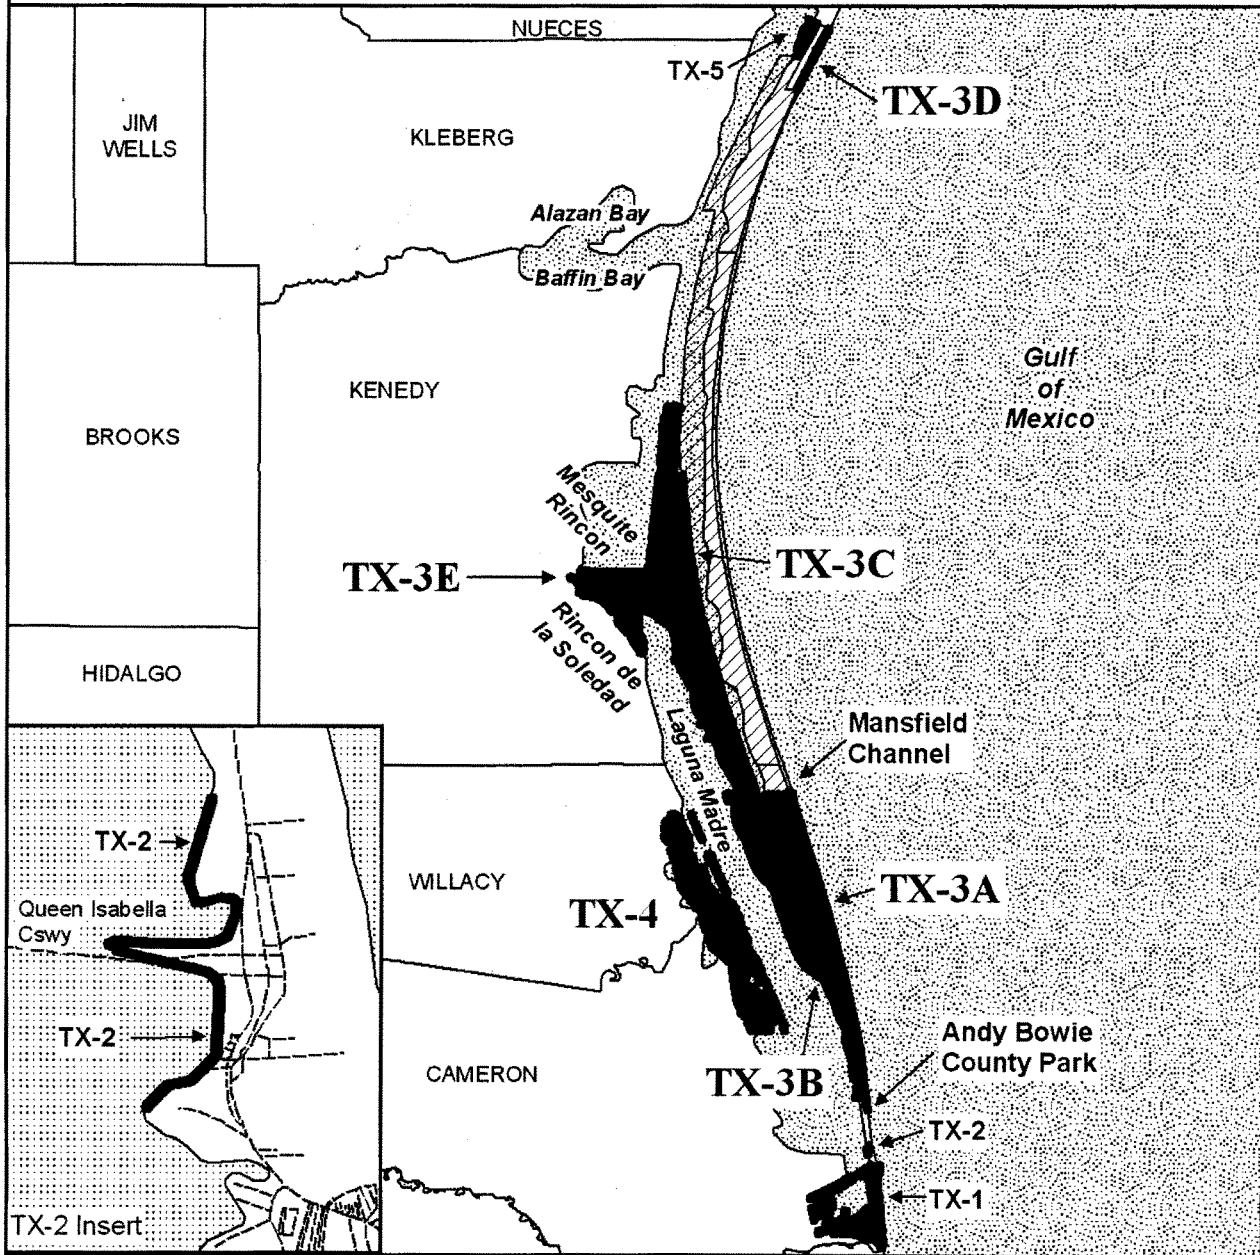 NUECES
TX-5
TX-3D
JIM
WELLS
KLEBERG
Alazan Bay
Baffin Bay
KENEDY
Gulf
of
Mexico
BROOKS
Mesquite
Rincon
TX-3C
TX-3E
Rincon de
la Soledad
HIDALGO
Laguna Madre
Mansfield
Channel
TX-2
WILLACY
TX-3A
TX-4
Queen Isabella
Cswy
TX-2
Andy Bowie
County Park
CAMERON
TX-3B
TX-2
TX-1
TX-2 Insert